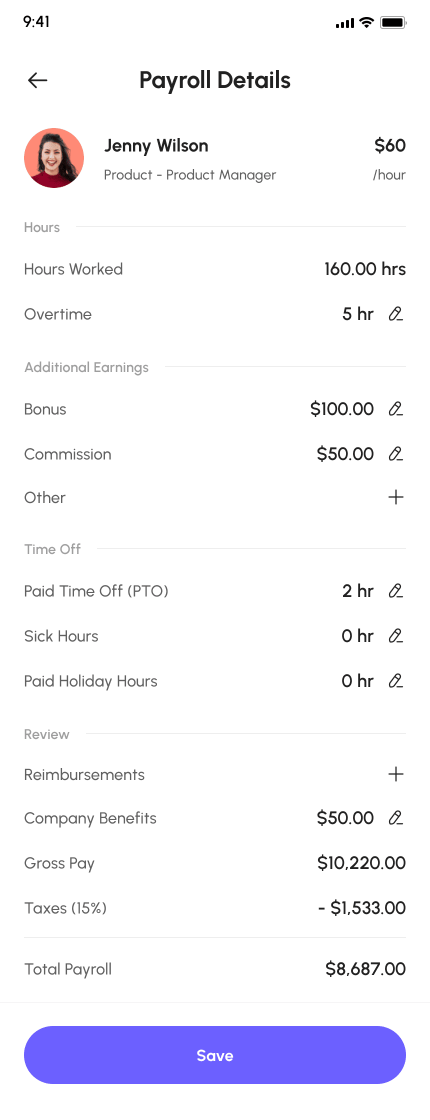 9:41
Payroll Details
Jenny Wilson $60
Product - Product Manager /hour
Hours
Hours Worked 160.00 hrs
Overtime 5 hr
Additional Earnings
Bonus $100.00
Commission $50.00
Other
Time Off
Paid Time Off (PTO) 2 hr
Sick Hours 0 hr
Paid Holiday Hours 0 hr
Review
Reimbursements
Company Benefits $50.00
Gross Pay $10,220.00
Taxes (15%) - $1,533.00
Total Payroll $8,687.00
Save